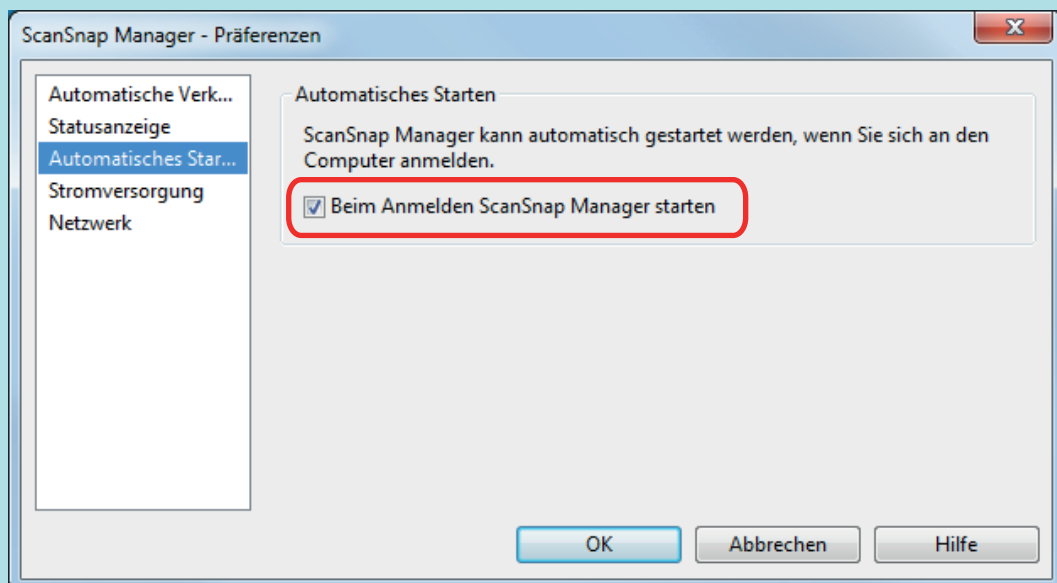 ScanSnap Manager - Präferenzen
Automatische Verk...
Statusanzeige
Automatisches Star...
Stromversorgung
Netzwerk
Automatisches Starten
ScanSnap Manager kann automatisch gestartet werden, wenn Sie sich an den
Computer anmelden.
Beim Anmelden ScanSnap Manager starten
OK
Abbrechen
Hilfe